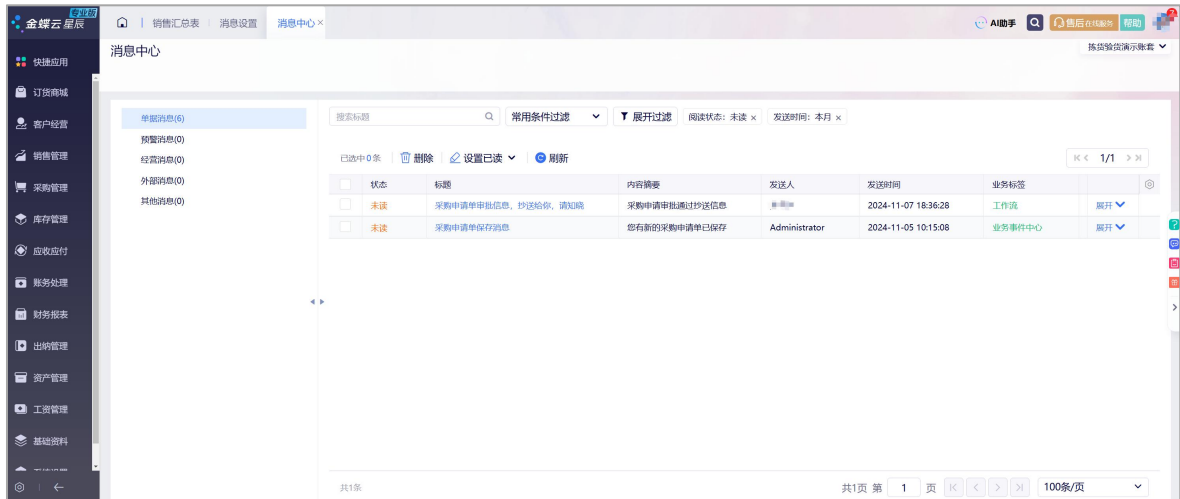 金蝶云星辰 专业版
销售汇总表 消息设置 消息中心 ×
AI助手 售后在线服务 帮助 2
消息中心
拣货验货演示账套
快捷应用
订货商城
客户经营
销售管理
采购管理
库存管理
应收应付
账务处理
财务报表
出纳管理
资产管理
工资管理
基础资料
单据消息(6)
预警消息(0)
经营消息(0)
外部消息(0)
其他消息(0)
搜索标题 常用条件过滤 展开过滤 阅读状态：未读 × 发送时间：本月 ×
已选中0条 删除 设置已读 刷新 1/1
状态 标题 内容摘要 发送人 发送时间 业务标签
未读 采购申请单审批信息，抄送给你，请知晓 采购申请审批通过抄送信息 2024-11-07 18:36:28 工作流 展开
未读 采购申请单保存消息 您有新的采购申请单已保存 Administrator 2024-11-05 10:15:08 业务事件中心 展开
共1条 共1页 第 1 页 100条/页